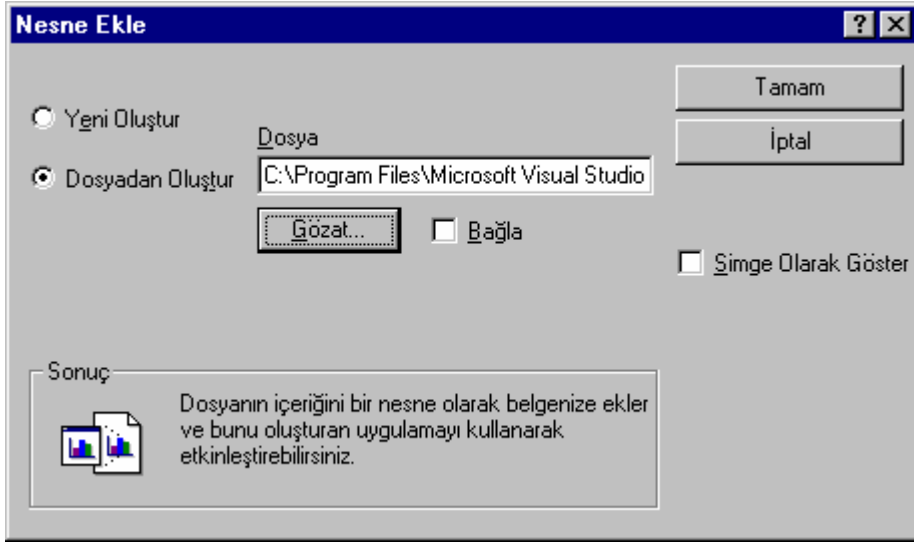 Nesne Ekle
Yeni Oluştur
Dosyadan Oluştur
Dosya
C:\Program Files\Microsoft Visual Studio
Gözat...
Bağla
Tamam
İptal
Simge Olarak Göster
Sonuç
Dosyanın içeriğini bir nesne olarak belgenize ekler
ve bunu oluşturan uygulamayı kullanarak
etkinleştirebilirsiniz.